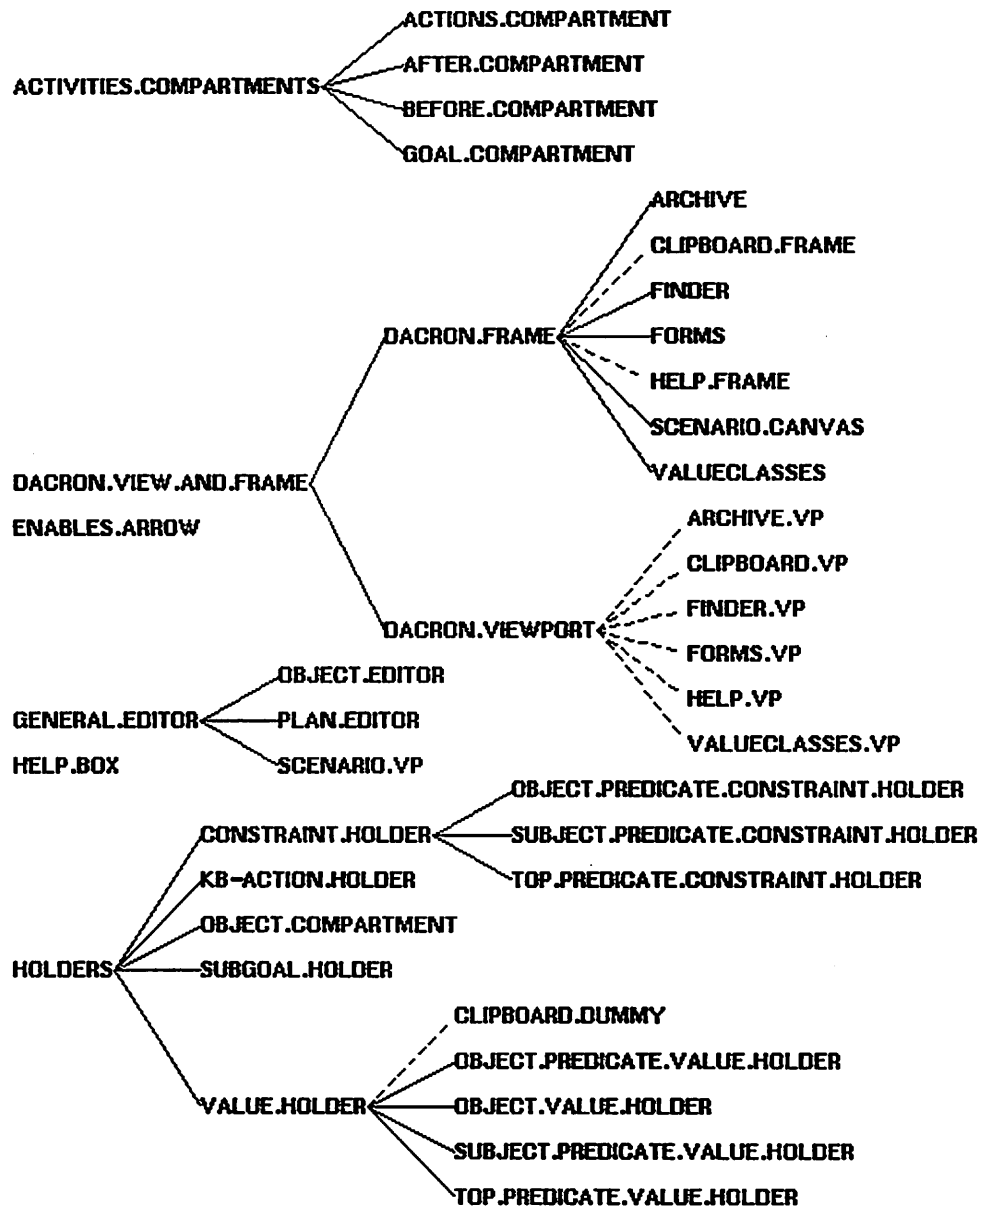 ACTIONS.COMPARTMENT
AFTER.COMPARTMENT
ACTIVITIES.COMPARTMENTS
BEFORE.COMPARTMENT
GOAL.COMPARTMENT
ARCHIVE
CLIPBOARD.FRAME
FINDER
DACRON.FRAME
FORMS
HELP.FRAME
SCENARIO.CANVAS
VALUECLASSES
DACRON.VIEW.AND.FRAME
ENABLES.ARROW
ARCHIVE.VP
CLIPBOARD.VP
FINDER.VP
DACRON.VIEWPORT
FORMS.VP
HELP.VP
VALUECLASSES.VP
OBJECT.EDITOR
GENERAL.EDITOR
PLAN.EDITOR
HELP.BOX
SCENARIO.VP
OBJECT.PREDICATE.CONSTRAINT.HOLDER
CONSTRAINT.HOLDER
SUBJECT.PREDICATE.CONSTRAINT.HOLDER
KB-ACTION.HOLDER
TOP.PREDICATE.CONSTRAINT.HOLDER
OBJECT.COMPARTMENT
HOLDERS
SUBGOAL.HOLDER
CLIPBOARD.DUMMY
OBJECT.PREDICATE.VALUE.HOLDER
VALUE.HOLDER
OBJECT.VALUE.HOLDER
SUBJECT.PREDICATE.VALUE.HOLDER
TOP.PREDICATE.VALUE.HOLDER